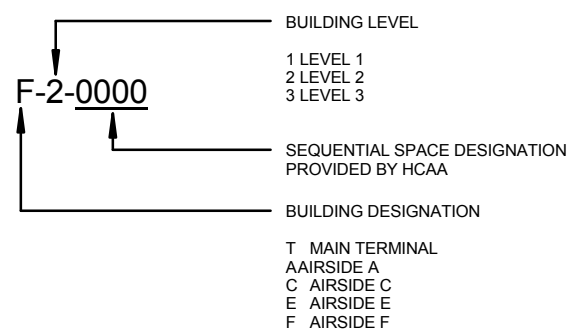 BUILDING LEVEL
1 LEVEL 1
2 LEVEL 2
3 LEVEL 3
F-2-0000
SEQUENTIAL SPACE DESIGNATION
PROVIDED BY HCAA
BUILDING DESIGNATION
T MAIN TERMINAL
AAIRSIDE A
C AIRSIDE C
E AIRSIDE E
F AIRSIDE F